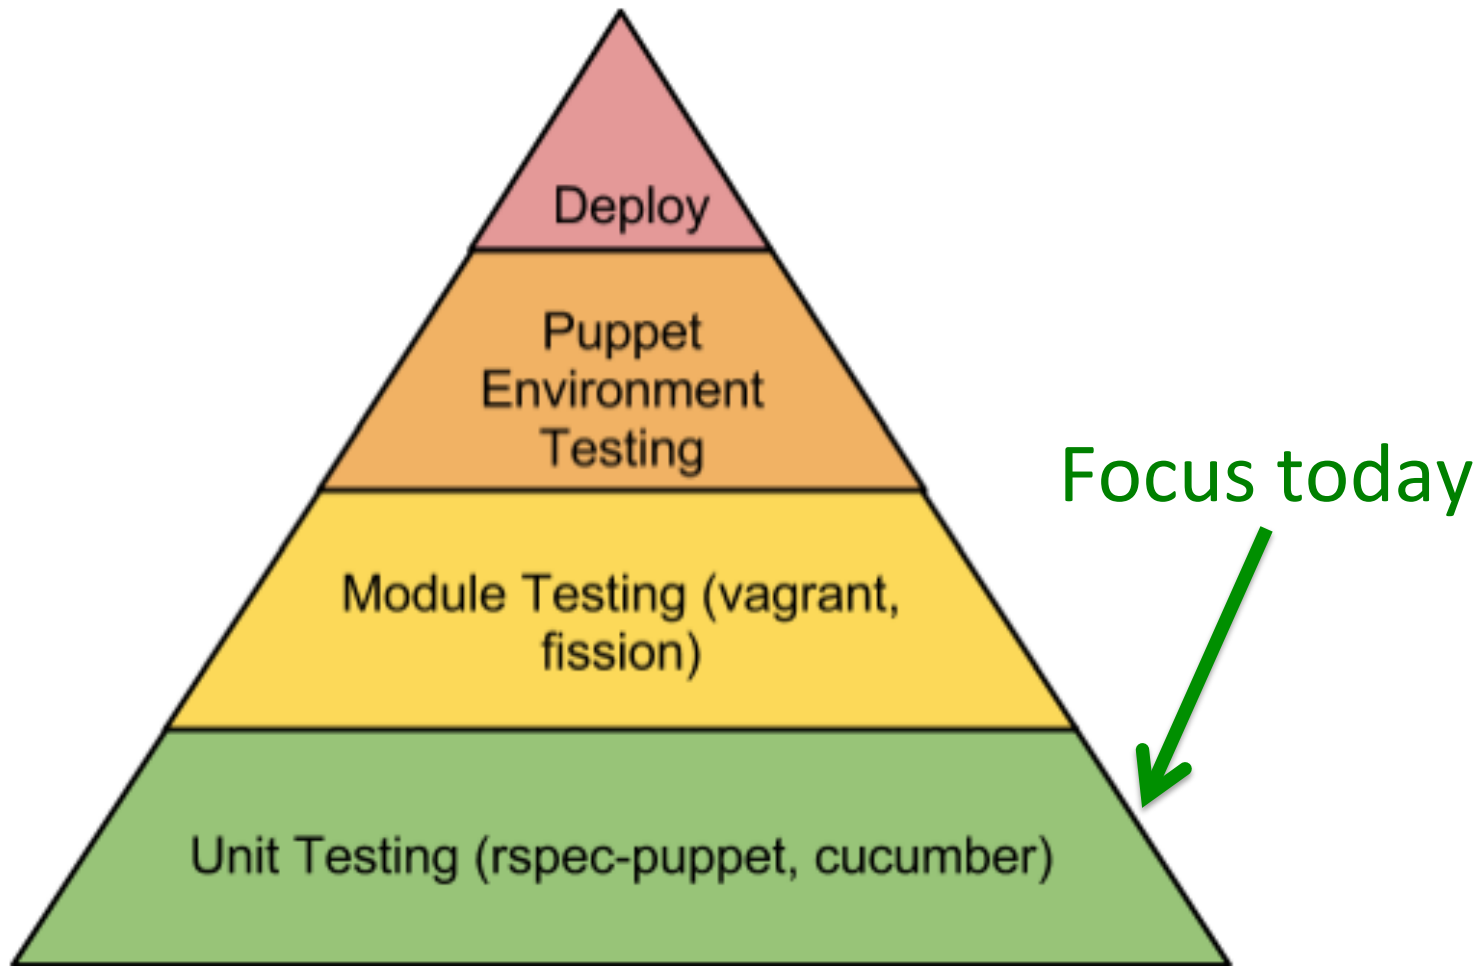 Deploy
Puppet
Environment
Testing
Focus today
Module Testing (vagrant,
fission)
Unit Testing (rspec-puppet, cucumber)